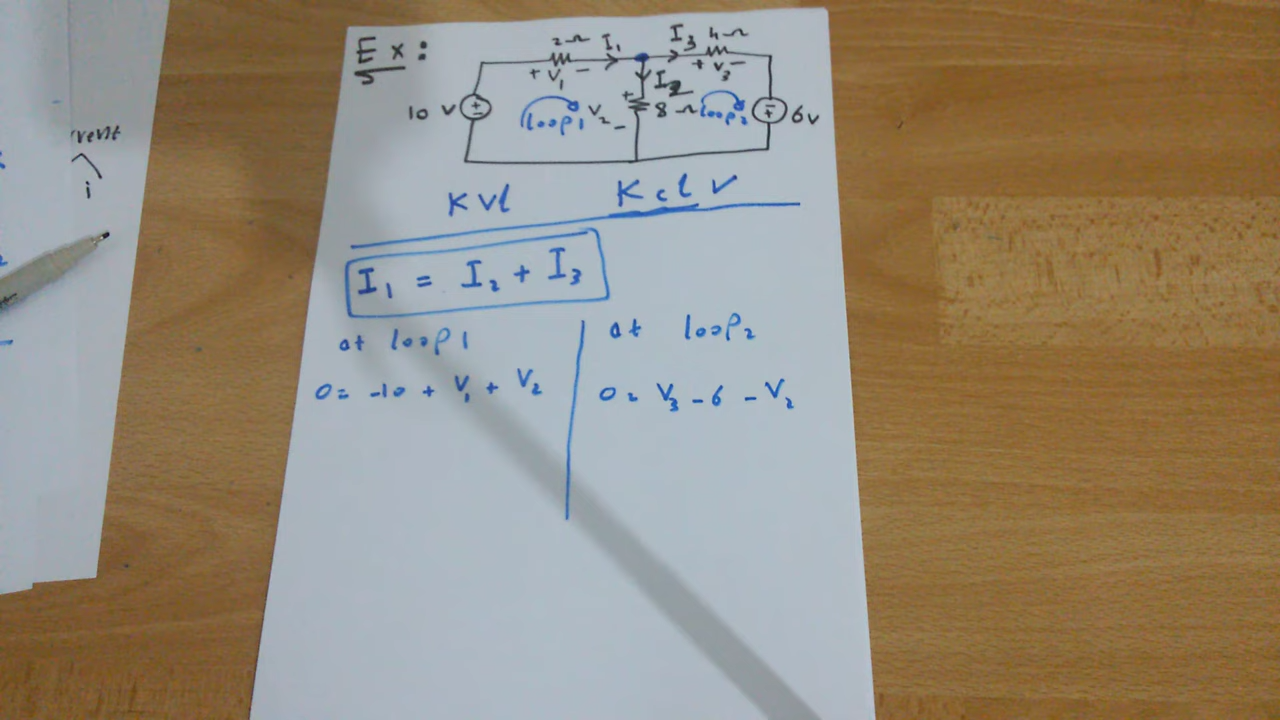 Ex:
2Ω I₁ I₃ 4Ω
+ V₁ - I₂ + V₃ -
10 V + - loop1 + V₂ - 8Ω loop₂ - + 6V
KVl Kcl ✓
I₁ = I₂ + I₃
at loop1
0= -10 + V₁ + V₂
at loop₂
0= V₃ - 6 - V₂
i